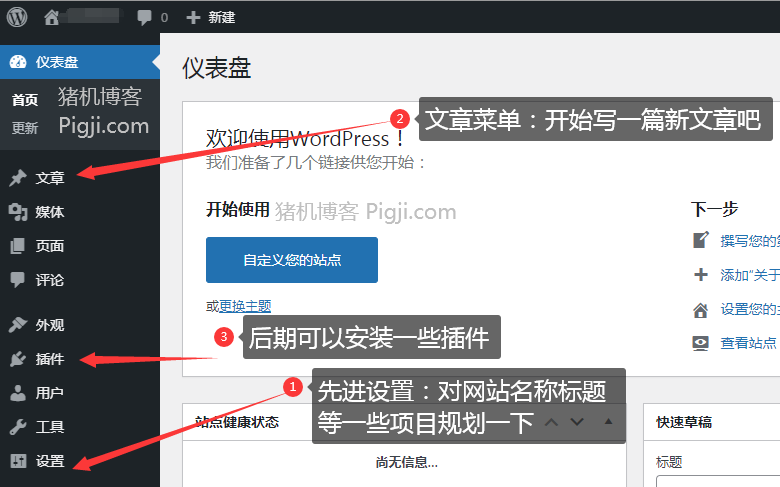 0
新建
仪表盘
首页
更新
猪机博客
Pigji.com
文章
媒体
页面
评论
外观
插件
用户
工具
设置
仪表盘
2
文章菜单：开始写一篇新文章吧
欢迎使用WordPress！
我们准备了几个链接供您开始：
开始使用
猪机博客 Pigji.com
自定义您的站点
或更换主题
下一步
撰写您的
添加"关于
设置您的
查看站点
3
后期可以安装一些插件
1
先进设置：对网站名称标题
等一些项目规划一下
站点健康状态
尚无信息...
快速草稿
标题